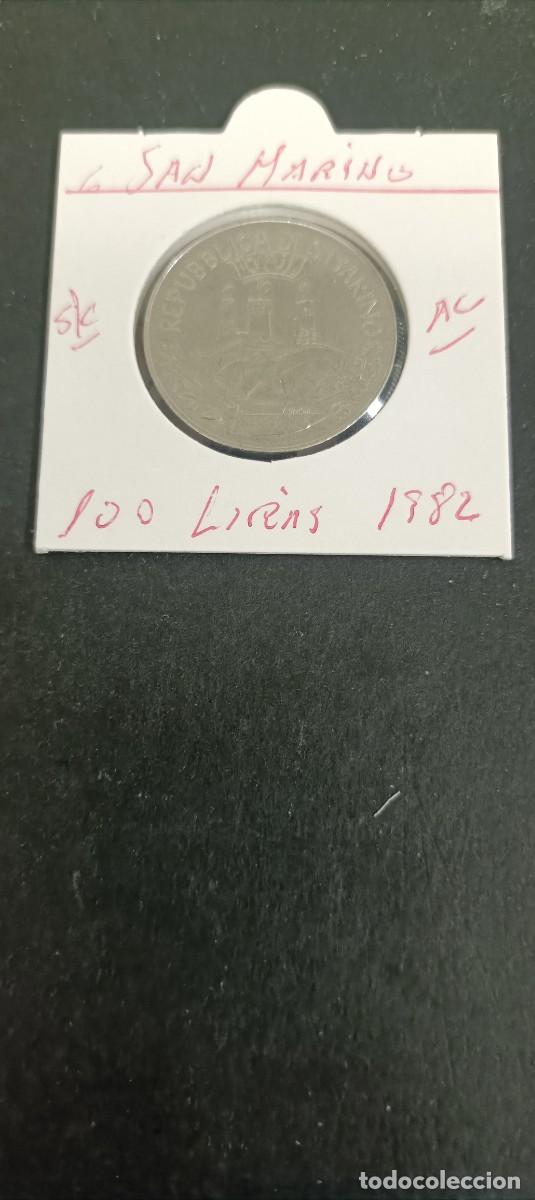 SAN MARINO
REPUBBLICA DI S. MARINO
S/C
AC
100 LIRAS 1982
todocoleccion